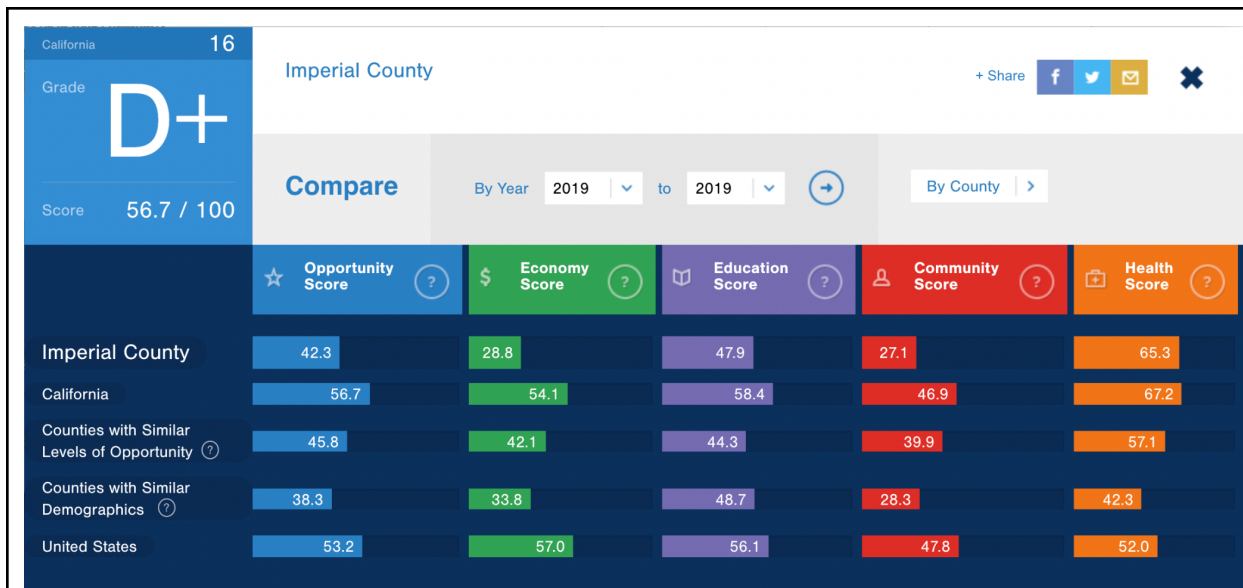 California 16
Imperial County
+ Share
Grade
D+
Compare
By Year 2019 to 2019
By County
Score 56.7 / 100
Opportunity Score ?
$ Economy Score ?
Education Score ?
Community Score ?
Health Score ?
Imperial County 42.3 28.8 47.9 27.1 65.3
California 56.7 54.1 58.4 46.9 67.2
Counties with Similar
Levels of Opportunity ? 45.8 42.1 44.3 39.9 57.1
Counties with Similar
Demographics ? 38.3 33.8 48.7 28.3 42.3
United States 53.2 57.0 56.1 47.8 52.0